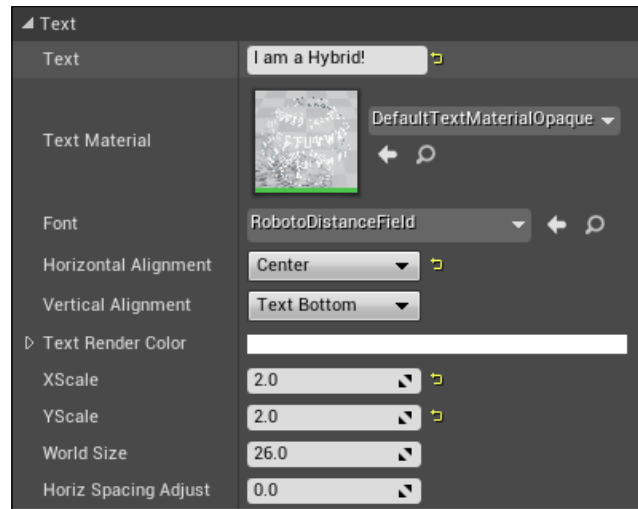 Text
Text I am a Hybrid!
Text Material DefaultTextMaterialOpaque
Font RobotoDistanceField
Horizontal Alignment Center
Vertical Alignment Text Bottom
Text Render Color
XScale 2.0
YScale 2.0
World Size 26.0
Horiz Spacing Adjust 0.0